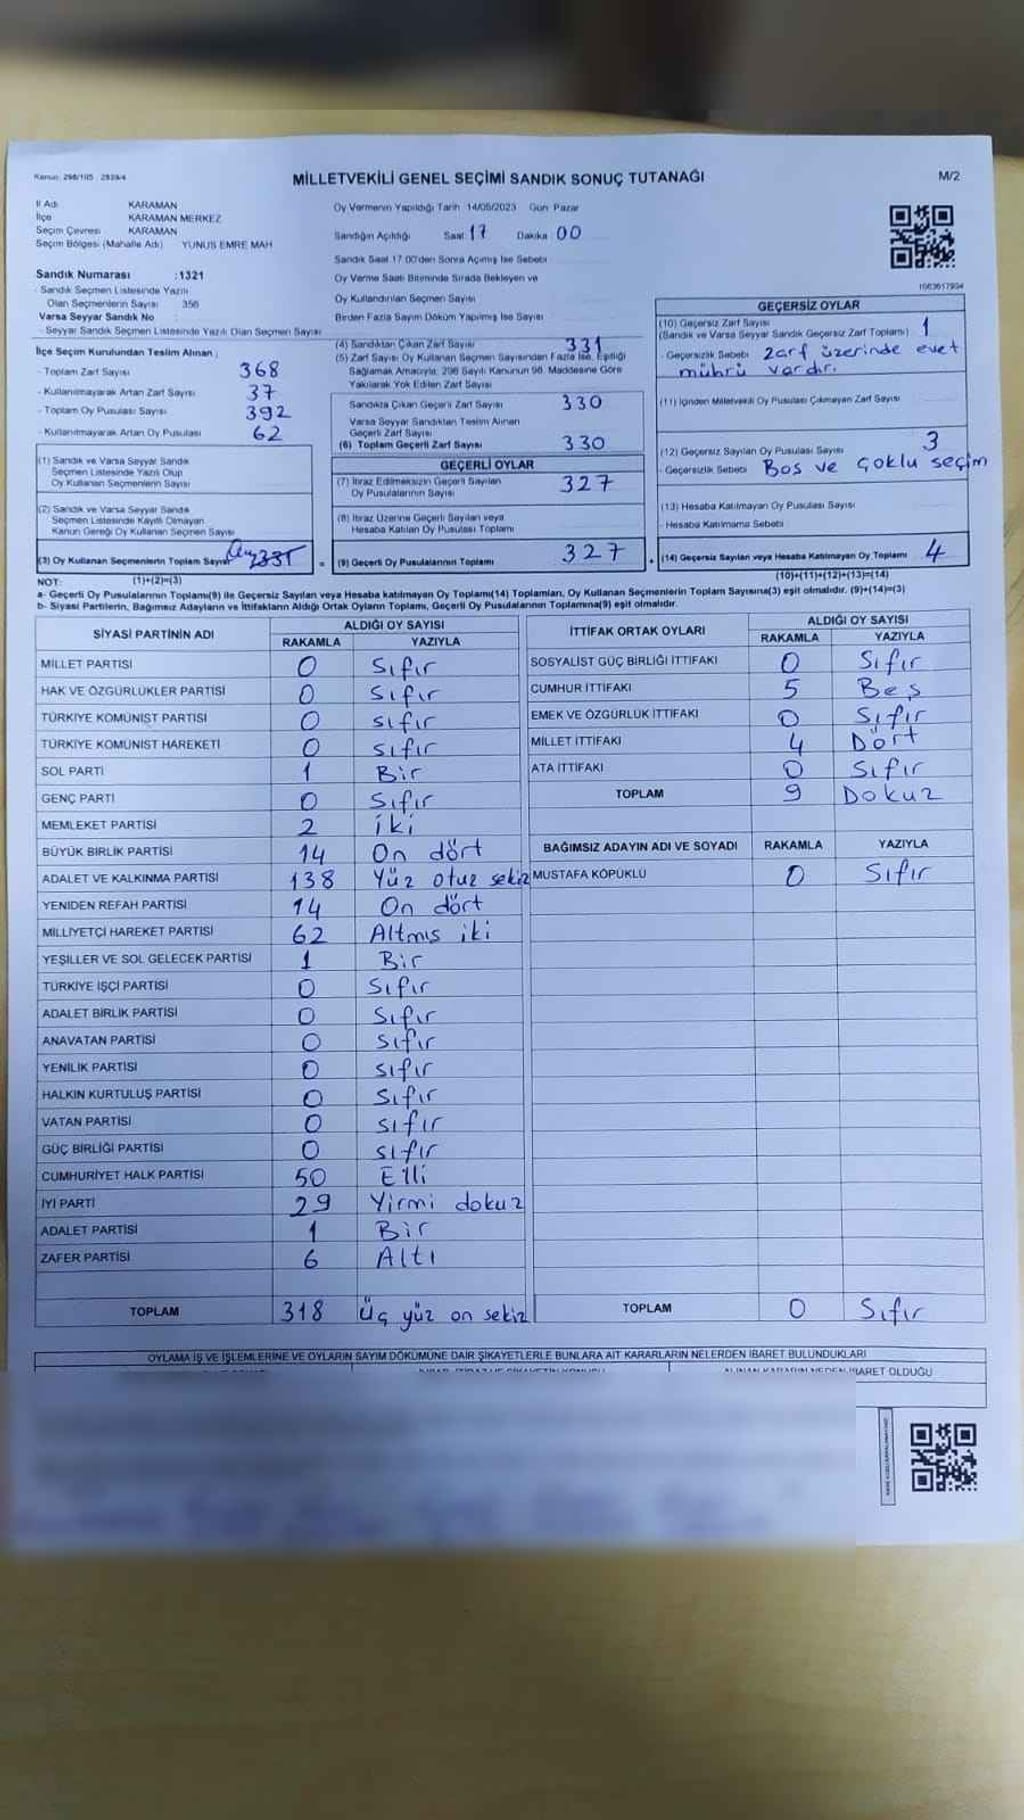 Kanun: 298/105 : 2839/4
MİLLETVEKİLİ GENEL SEÇİMİ SANDIK SONUÇ TUTANAĞI
M/2
İl Adı KARAMAN
İlçe KARAMAN MERKEZ
Seçim Çevresi KARAMAN
Seçim Bölgesi (Mahalle Adı) YUNUS EMRE MAH
Oy Vermenin Yapıldığı Tarih 14/05/2023 Gün Pazar
Sandığın Açıldığı Saat 17 Dakika 00
Sandık Saat 17 00'den Sonra Açılmış İse Sebebi
Oy Verme Saati Bitiminde Sırada Bekleyen ve
Oy Kullandırılan Seçmen Sayısı
Birden Fazla Sayım Döküm Yapılmış İse Sayısı
Sandık Numarası :1321
- Sandık Seçmen Listesinde Yazılı
Olan Seçmenlerin Sayısı 356
Varsa Seyyar Sandık No
- Seyyar Sandık Seçmen Listesinde Yazılı Olan Seçmen Sayısı
İlçe Seçim Kurulundan Teslim Alınan ;
- Toplam Zarf Sayısı 368
- Kullanılmayarak Artan Zarf Sayısı 37
- Toplam Oy Pusulası Sayısı 392
- Kullanılmayarak Artan Oy Pusulası 62
(1) Sandık ve Varsa Seyyar Sandık
Seçmen Listesinde Yazılı Olup
Oy Kullanan Seçmenlerin Sayısı
(2) Sandık ve Varsa Seyyar Sandık
Seçmen Listesinde Kayıtlı Olmayan
Kanun Gereği Oy Kullanan Seçmen Sayısı
(3) Oy Kullanan Seçmenlerin Toplam Sayısı
(1)+(2)=(3)
(4) Sandıktan Çıkan Zarf Sayısı 331
(5) Zarf Sayısı Oy Kullanan Seçmen Sayısından Fazla İse, Eşitliği
Sağlamak Amacıyla, 298 Sayılı Kanunun 98. Maddesine Göre
Yakılarak Yok Edilen Zarf Sayısı
Sandıkta Çıkan Geçerli Zarf Sayısı 330
Varsa Seyyar Sandıktan Teslim Alınan
Geçerli Zarf Sayısı
(6) Toplam Geçerli Zarf Sayısı 330
GEÇERLİ OYLAR
(7) İtiraz Edilmeksizin Geçerli Sayılan
Oy Pusulalarının Sayısı 327
(8) İtiraz Üzerine Geçerli Sayılan veya
Hesaba Katılan Oy Pusulası Toplamı
= (9) Geçerli Oy Pusulalarının Toplamı 327
1063617934
GEÇERSİZ OYLAR
(10) Geçersiz Zarf Sayısı 1
(Sandık ve Varsa Seyyar Sandık Geçersiz Zarf Toplamı)
- Geçersizlik Sebebi zarf üzerinde evet
mührü vardır.
(11) İçinden Milletvekili Oy Pusulası Çıkmayan Zarf Sayısı
(12) Geçersiz Sayılan Oy Pusulası Sayısı 3
- Geçersizlik Sebebi Boş ve çoklu seçim
(13) Hesaba Katılmayan Oy Pusulası Sayısı
- Hesaba Katılmama Sebebi
+ (14) Geçersiz Sayılan veya Hesaba Katılmayan Oy Toplamı 4
(10)+(11)+(12)+(13)=(14)
NOT:
a- Geçerli Oy Pusulalarının Toplamı(9) ile Geçersiz Sayılan veya Hesaba katılmayan Oy Toplamı(14) Toplamları, Oy Kullanan Seçmenlerin Toplam Sayısına(3) eşit olmalıdır. (9)+(14)=(3)
b- Siyasi Partilerin, Bağımsız Adayların ve İttifakların Aldığı Ortak Oyların Toplamı, Geçerli Oy Pusulalarının Toplamına(9) eşit olmalıdır.
SİYASİ PARTİNİN ADI ALDIĞI OY SAYISI
RAKAMLA YAZIYLA
MİLLET PARTİSİ 0 Sıfır
HAK VE ÖZGÜRLÜKLER PARTİSİ 0 Sıfır
TÜRKİYE KOMÜNİST PARTİSİ 0 Sıfır
TÜRKİYE KOMÜNİST HAREKETİ 0 Sıfır
SOL PARTİ 1 Bir
GENÇ PARTİ 0 Sıfır
MEMLEKET PARTİSİ 2 iki
BÜYÜK BİRLİK PARTİSİ 14 On dört
ADALET VE KALKINMA PARTİSİ 138 Yüz otuz sekiz
YENİDEN REFAH PARTİSİ 14 On dört
MİLLİYETÇİ HAREKET PARTİSİ 62 Altmış iki
YEŞİLLER VE SOL GELECEK PARTİSİ 1 Bir
TÜRKİYE İŞÇİ PARTİSİ 0 Sıfır
ADALET BİRLİK PARTİSİ 0 Sıfır
ANAVATAN PARTİSİ 0 Sıfır
YENİLİK PARTİSİ 0 Sıfır
HALKIN KURTULUŞ PARTİSİ 0 Sıfır
VATAN PARTİSİ 0 Sıfır
GÜÇ BİRLİĞİ PARTİSİ 0 Sıfır
CUMHURİYET HALK PARTİSİ 50 Elli
İYİ PARTİ 29 Yirmi dokuz
ADALET PARTİSİ 1 Bir
ZAFER PARTİSİ 6 Altı
TOPLAM 318 Üç yüz on sekiz
İTTİFAK ORTAK OYLARI ALDIĞI OY SAYISI
RAKAMLA YAZIYLA
SOSYALİST GÜÇ BİRLİĞİ İTTİFAKI 0 Sıfır
CUMHUR İTTİFAKI 5 Beş
EMEK VE ÖZGÜRLÜK İTTİFAKI 0 Sıfır
MİLLET İTTİFAKI 4 Dört
ATA İTTİFAKI 0 Sıfır
TOPLAM 9 Dokuz
BAĞIMSIZ ADAYIN ADI VE SOYADI RAKAMLA YAZIYLA
MUSTAFA KÖPÜKLÜ 0 Sıfır
TOPLAM 0 Sıfır
OYLAMA İŞ VE İŞLEMLERİNE VE OYLARIN SAYIM DÖKÜMÜNE DAİR ŞİKAYETLERLE BUNLARA AİT KARARLARIN NELERDEN İBARET BULUNDUKLARI
OLDUĞU